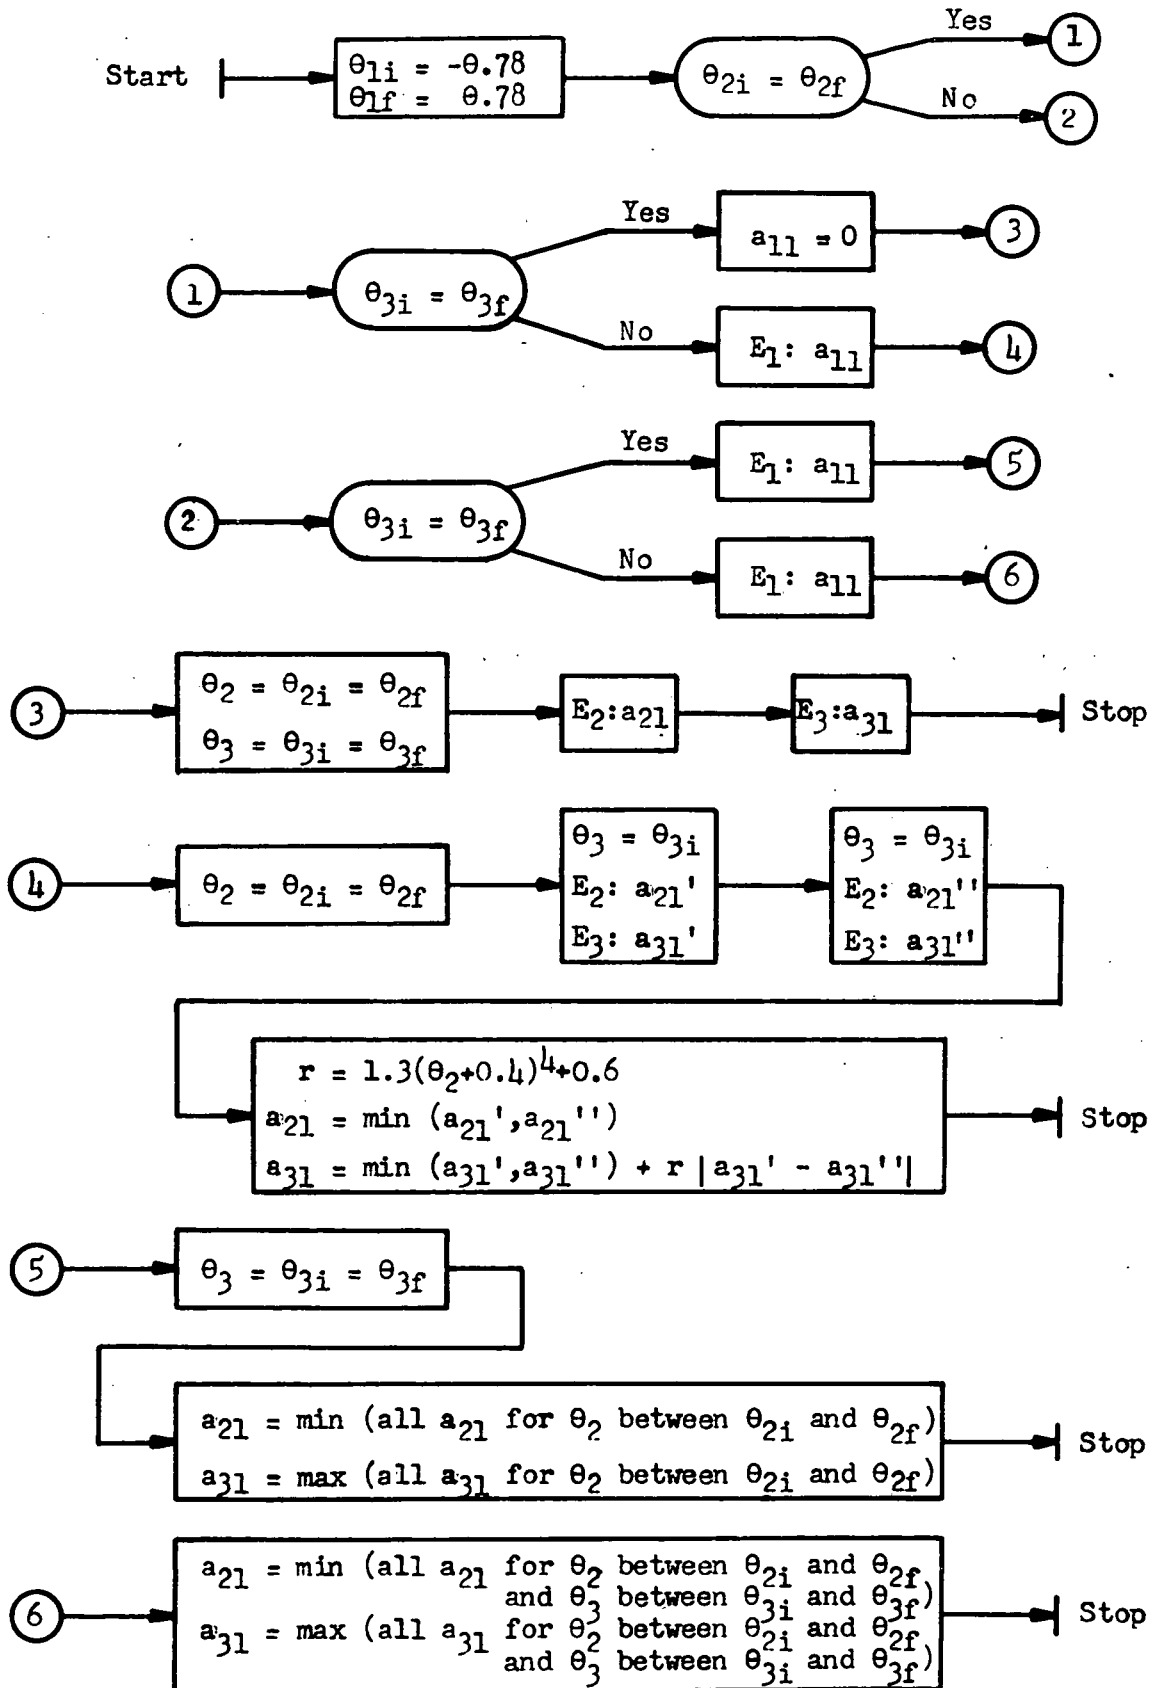 Start
θ1i = -θ.78
θ1f = θ.78
θ2i = θ2f
Yes
1
No
2
1
θ3i = θ3f
Yes
a11 = 0
3
No
E1: a11
4
2
θ3i = θ3f
Yes
E1: a11
5
No
E1: a11
6
3
θ2 = θ2i = θ2f
θ3 = θ3i = θ3f
E2:a21
E3:a31
Stop
4
θ2 = θ2i = θ2f
θ3 = θ3i
E2: a21'
E3: a31'
θ3 = θ3i
E2: a21''
E3: a31''
r = 1.3(θ2+0.4)4+0.6
a21 = min (a21',a21'')
a31 = min (a31',a31'') + r |a31' - a31''|
Stop
5
θ3 = θ3i = θ3f
a21 = min (all a21 for θ2 between θ2i and θ2f)
a31 = max (all a31 for θ2 between θ2i and θ2f)
Stop
6
a21 = min (all a21 for θ2 between θ2i and θ2f
and θ3 between θ3i and θ3f)
a31 = max (all a31 for θ2 between θ2i and θ2f
and θ3 between θ3i and θ3f)
Stop